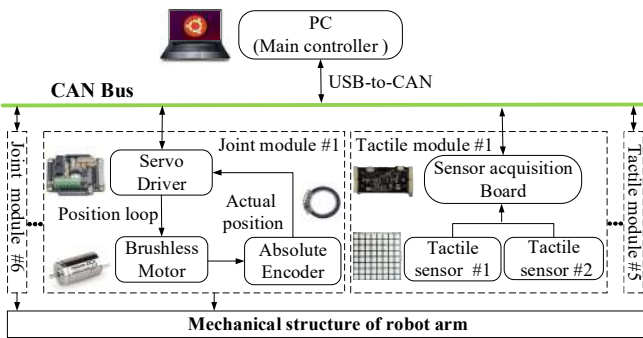 PC
(Main controller )
USB-to-CAN
CAN Bus
Joint module #6
Joint module #1
Servo
Driver
Position loop
Actual
position
Brushless
Motor
Absolute
Encoder
Tactile module #1
Sensor acquisition
Board
Tactile
sensor #1
Tactile
sensor #2
Tactile module #5
Mechanical structure of robot arm